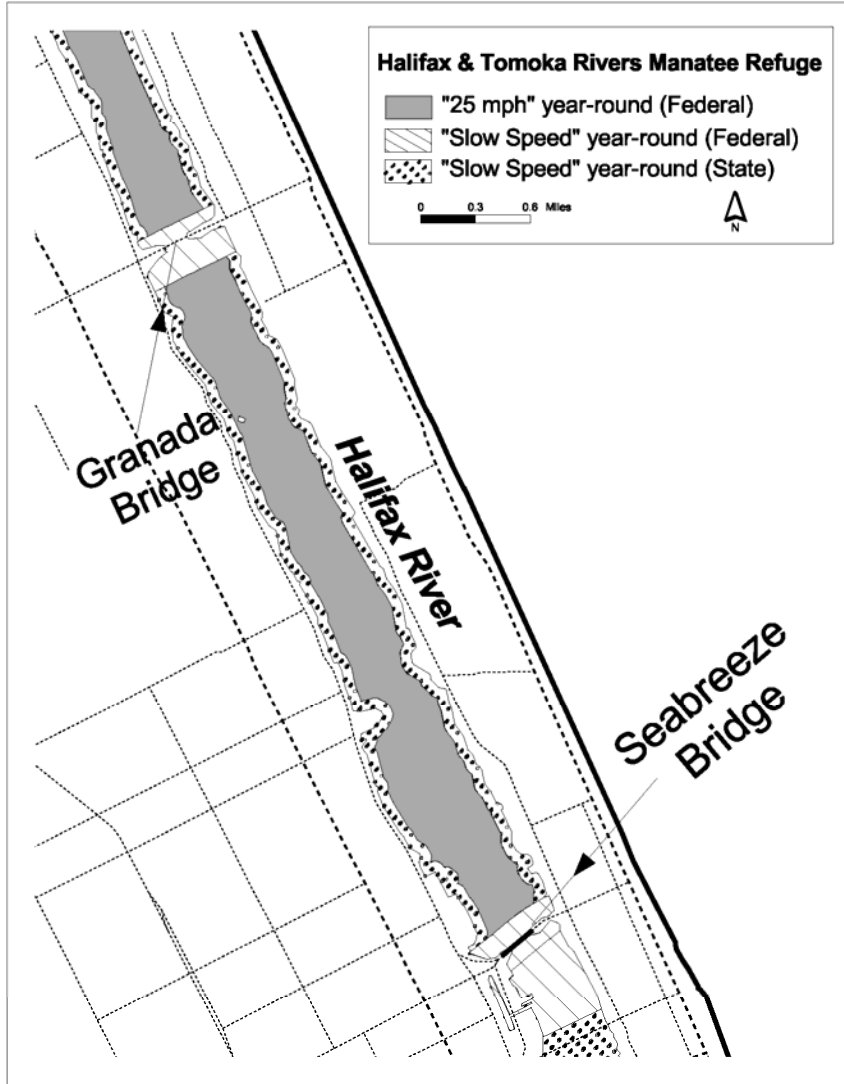 Halifax & Tomoka Rivers Manatee Refuge
"25 mph" year-round (Federal)
"Slow Speed" year-round (Federal)
"Slow Speed" year-round (State)
0 0.3 0.6 Miles
N
Granada
Bridge
Halifax River
Seabreeze
Bridge